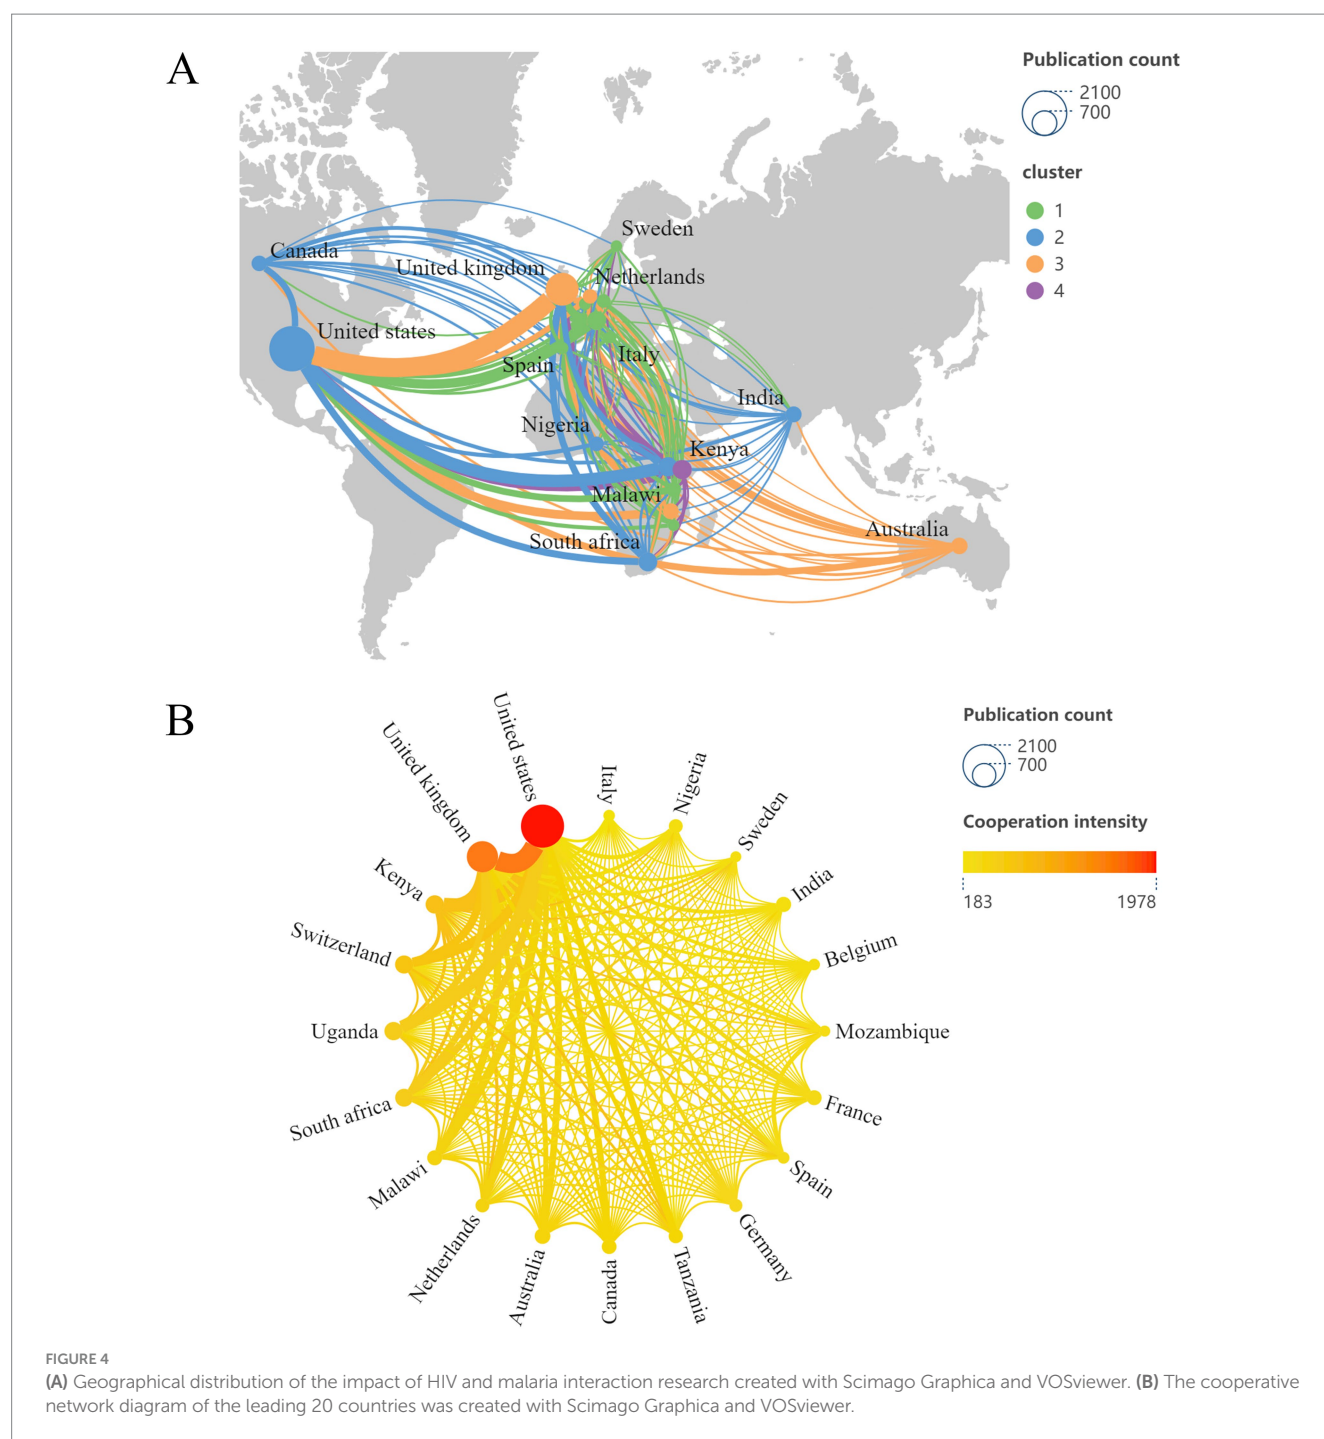 A
Publication count
2100
700
cluster
1
2
3
4
Sweden
Canada
United kingdom
Netherlands
United states
Spain
Italy
India
Nigeria
Kenya
Malawi
Australia
South africa
B
Publication count
2100
700
Cooperation intensity
183
1978
United states
United kingdom
Kenya
Switzerland
Uganda
South africa
Malawi
Netherlands
Australia
Canada
Tanzania
Germany
Spain
France
Mozambique
Belgium
India
Sweden
Nigeria
Italy
FIGURE 4
(A) Geographical distribution of the impact of HIV and malaria interaction research created with Scimago Graphica and VOSviewer. (B) The cooperative
network diagram of the leading 20 countries was created with Scimago Graphica and VOSviewer.